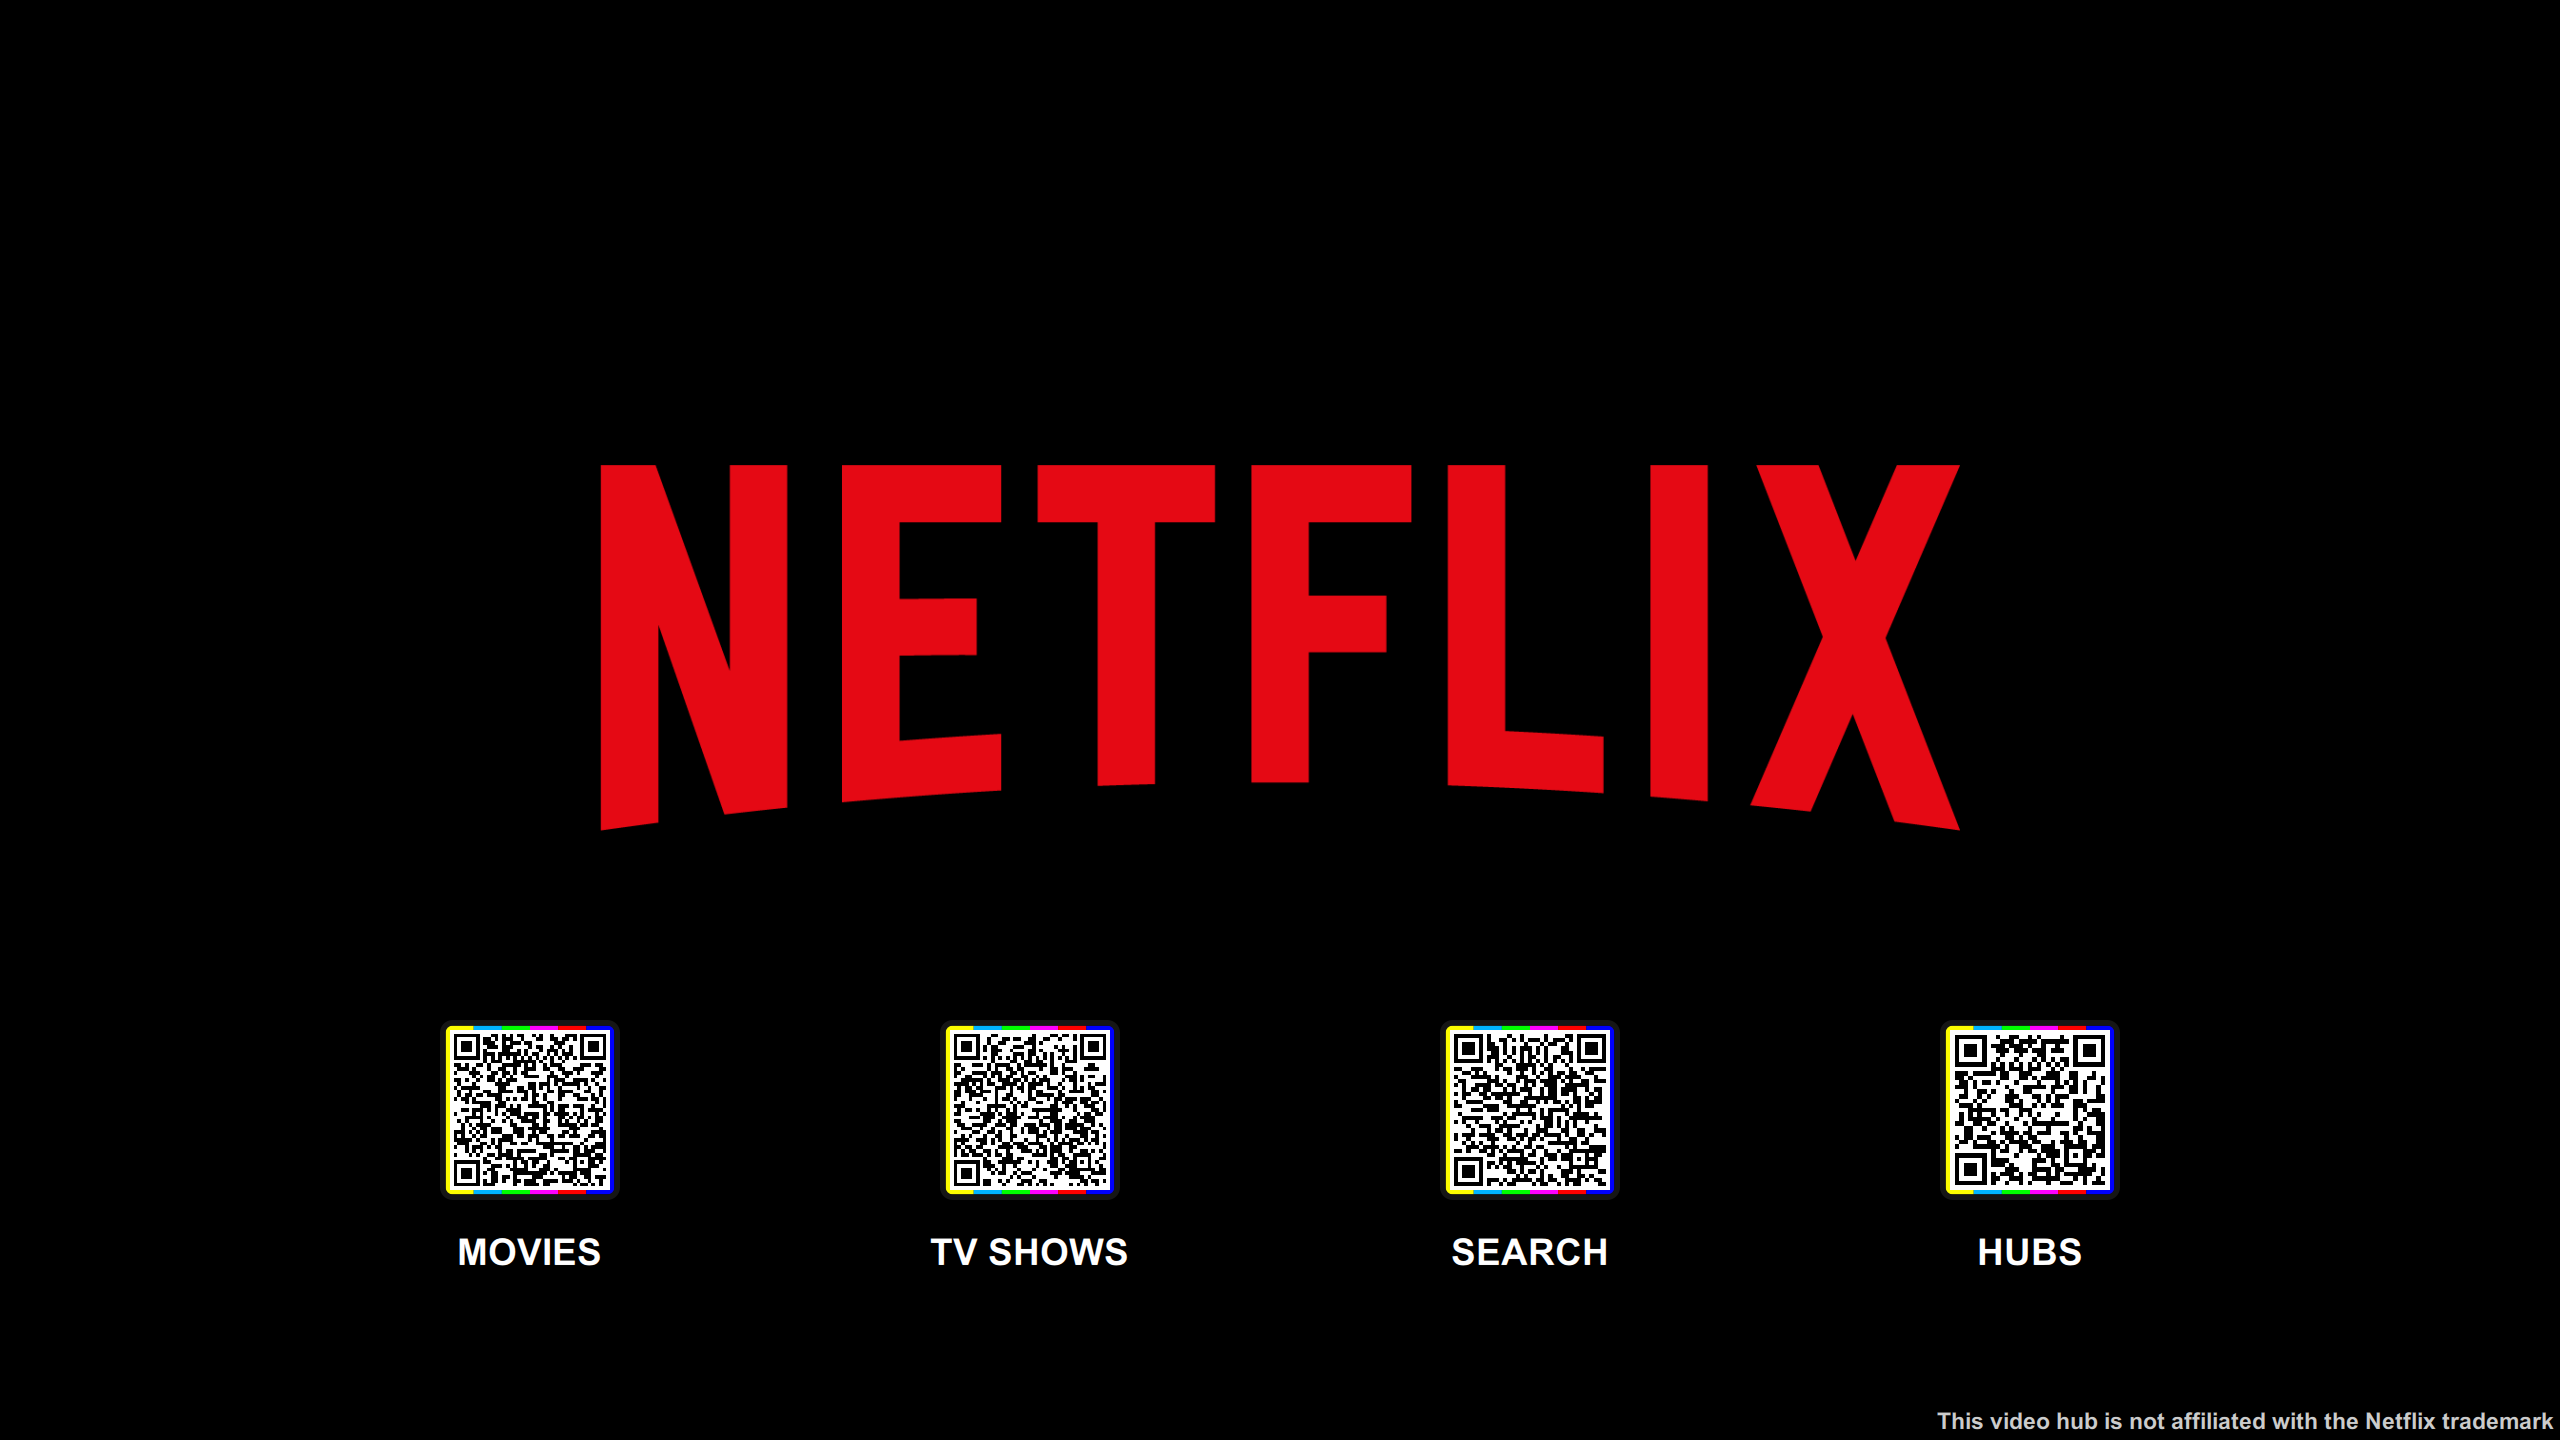 NETFLIX
MOVIES
TV SHOWS
SEARCH
HUBS
This video hub is not affiliated with the Netflix trademark